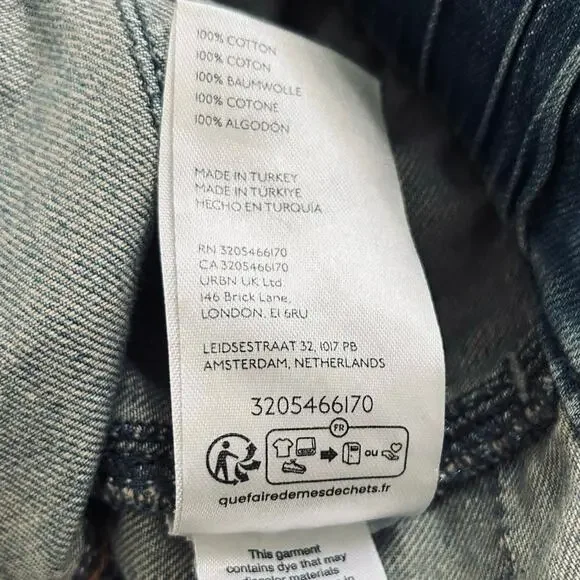 100% COTTON
100% COTON
100% BAUMWOLLE
100% COTONE
100% ALGODÓN
MADE IN TURKEY
MADE IN TÜRKIYE
HECHO EN TURQUÍA
RN 3205466170
CA 3205466170
URBN UK Ltd.
146 Brick Lane,
LONDON. E1 6RU
LEIDSESTRAAT 32, 1017 PB
AMSTERDAM, NETHERLANDS
3205466170
FR
ou
quefairedemesdechets.fr
This garment
contains dye that may
discolor materials